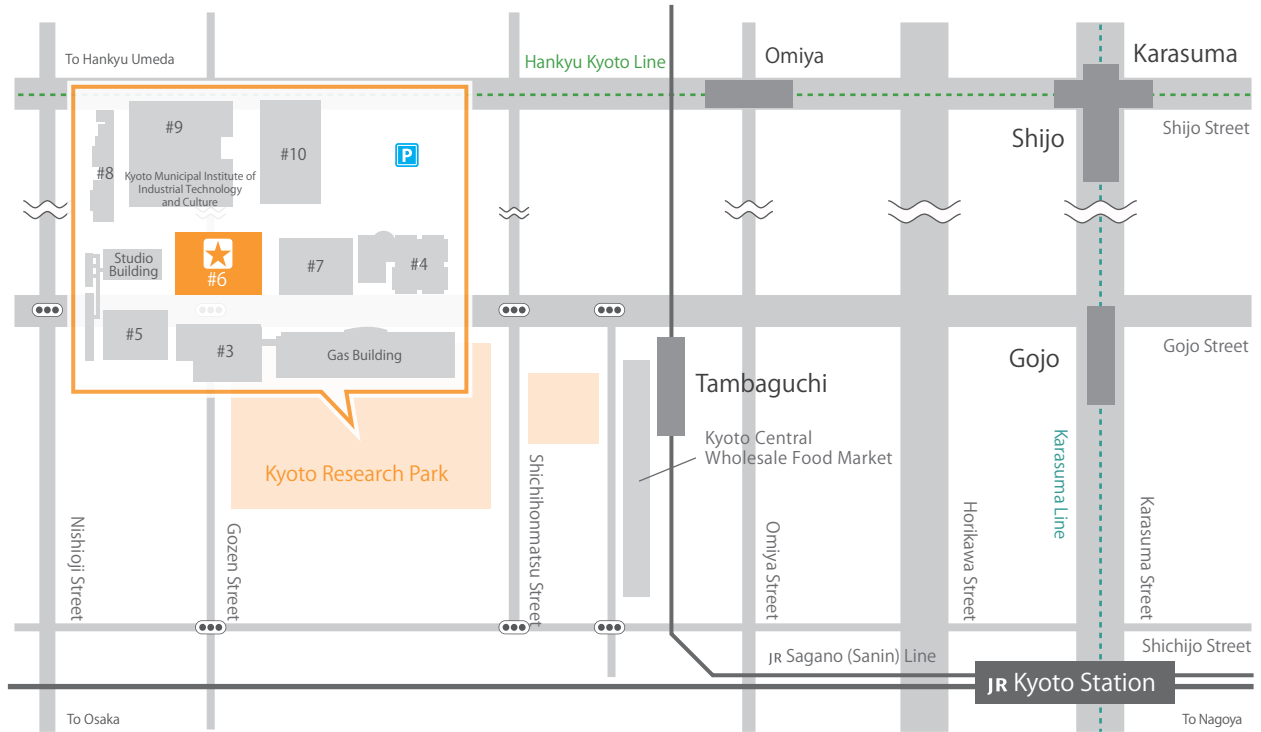 To Hankyu Umeda
Hankyu Kyoto Line
Omiya
Karasuma
Shijo
Shijo Street
#9
#10
P
#8
Kyoto Municipal Institute of
Industrial Technology
and Culture
Studio
Building
#6
#7
#4
#5
#3
Gas Building
Gojo
Gojo Street
Tambaguchi
Kyoto Central
Wholesale Food Market
Kyoto Research Park
Nishioji Street
Gozen Street
Shichihonmatsu Street
Omiya Street
Horikawa Street
Karasuma Line
Karasuma Street
Shichijo Street
JR Sagano (Sanin) Line
JR Kyoto Station
To Osaka
To Nagoya